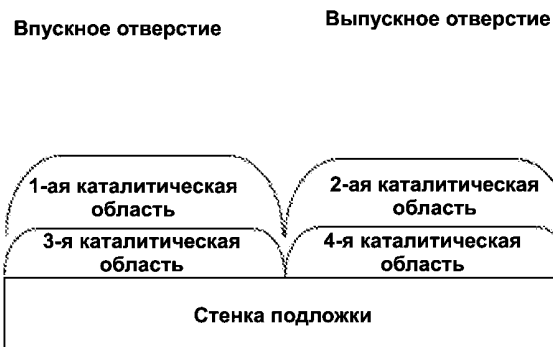 Впускное отверстие
Выпускное отверстие
1-ая каталитическая
область
2-ая каталитическая
область
3-я каталитическая
область
4-я каталитическая
область
Стенка подложки